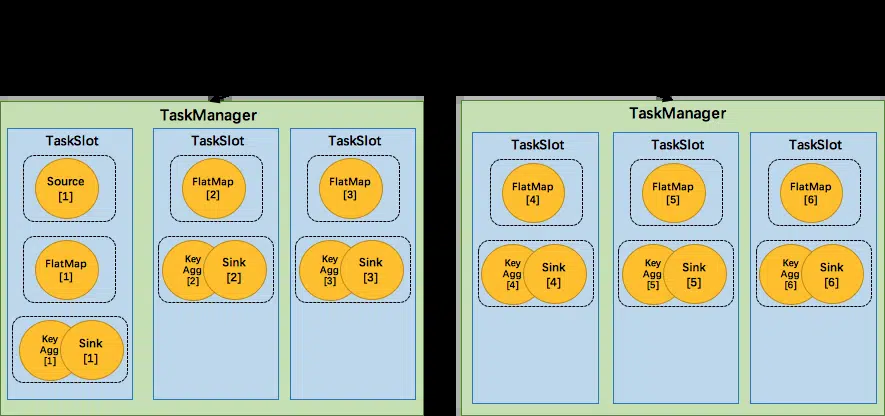 TaskManager
TaskSlot
Source
[1]
FlatMap
[1]
Key
Agg
[1]
Sink
[1]
TaskSlot
FlatMap
[2]
Key
Agg
[2]
Sink
[2]
TaskSlot
FlatMap
[3]
Key
Agg
[3]
Sink
[3]
TaskManager
TaskSlot
FlatMap
[4]
Key
Agg
[4]
Sink
[4]
TaskSlot
FlatMap
[5]
Key
Agg
[5]
Sink
[5]
TaskSlot
FlatMap
[6]
Key
Agg
[6]
Sink
[6]